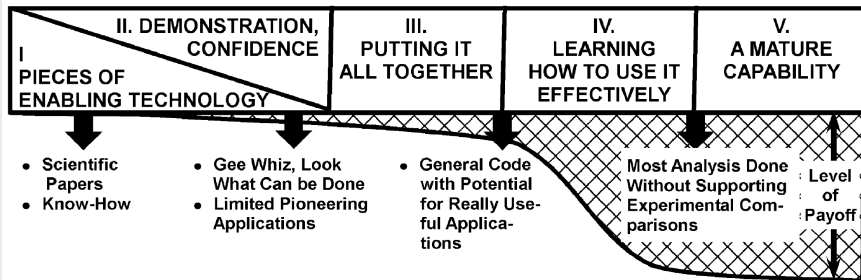 I
PIECES OF
ENABLING TECHNOLOGY
II. DEMONSTRATION,
CONFIDENCE
III.
PUTTING IT
ALL TOGETHER
IV.
LEARNING
HOW TO USE IT
EFFECTIVELY
V.
A MATURE
CAPABILITY
• Scientific
Papers
• Know-How
• Gee Whiz, Look
What Can be Done
• Limited Pioneering
Applications
• General Code
with Potential
for Really Use-
ful Applica-
tions
Most Analysis Done
Without Supporting
Experimental Com-
parisons
Level
of
Payoff